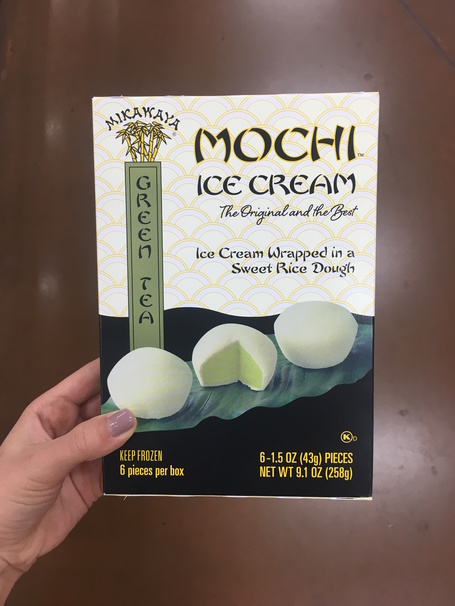 MIKAWAYA
®
MOCHI™
ICE CREAM
The Original and the Best
GREEN TEA
Ice Cream Wrapped in a
Sweet Rice Dough
K D
KEEP FROZEN
6 pieces per box
6-1.5 OZ (43g) PIECES
NET WT 9.1 OZ (258g)